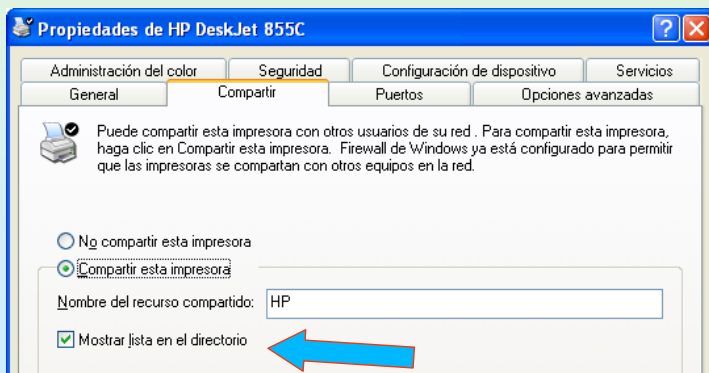 Propiedades de HP DeskJet 855C
Administración del color Seguridad Configuración de dispositivo Servicios
General Compartir Puertos Opciones avanzadas
Puede compartir esta impresora con otros usuarios de su red . Para compartir esta impresora,
haga clic en Compartir esta impresora. Firewall de Windows ya está configurado para permitir
que las impresoras se compartan con otros equipos en la red.
No compartir esta impresora
Compartir esta impresora
Nombre del recurso compartido: HP
Mostrar lista en el directorio